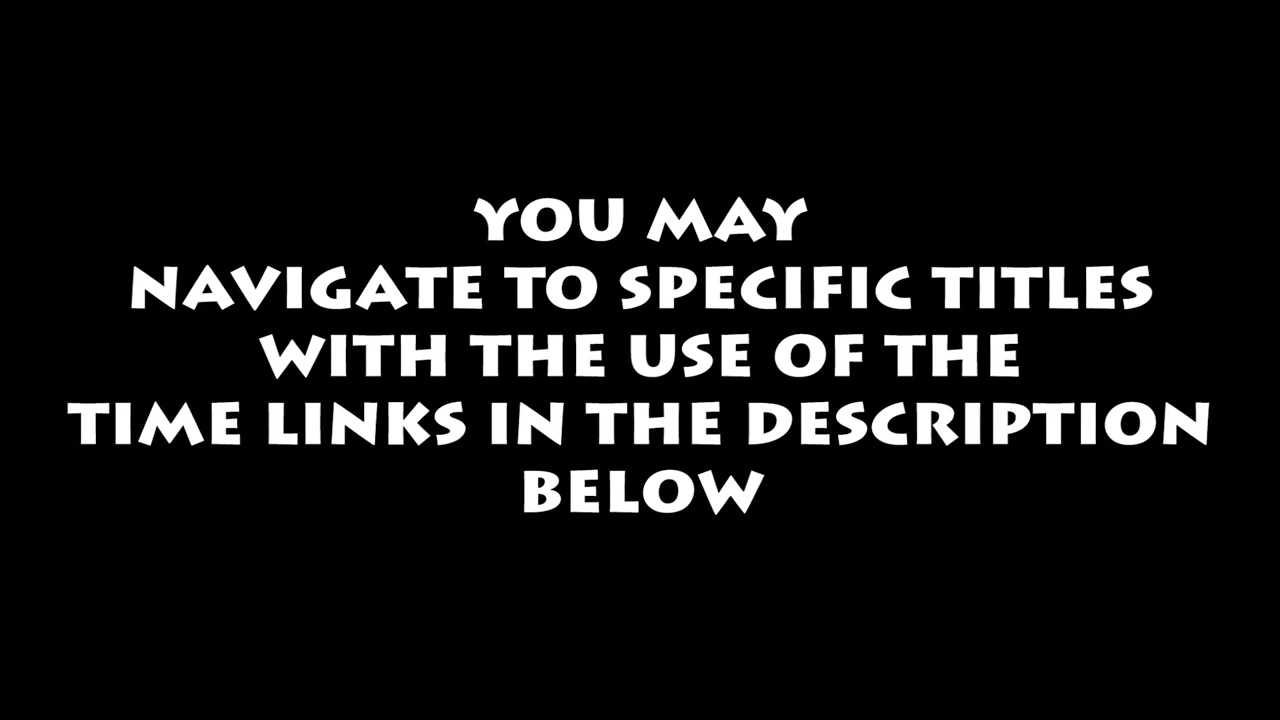 YOU MAY
NAVIGATE TO SPECIFIC TITLES
WITH THE USE OF THE
TIME LINKS IN THE DESCRIPTION
BELOW